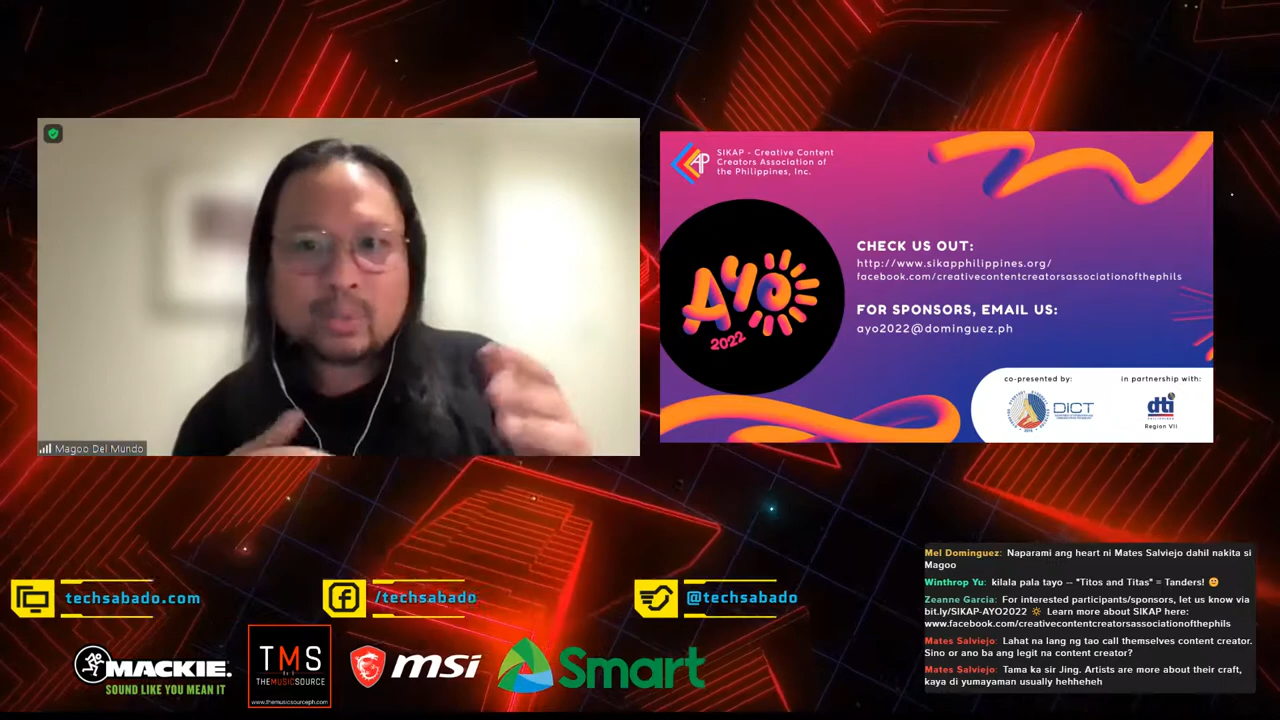 Magoo Del Mundo
AP
SIKAP - Creative Content
Creators Association of
the Philippines, Inc.
AYO
2022
CHECK US OUT:
http://www.sikapphilippines.org/
facebook.com/creativecontentcreatorsassociationofthephils
FOR SPONSORS, EMAIL US:
ayo2022@dominguez.ph
co-presented by:
in partnership with:
DICT
dti
PHILIPPINES
Region VII
techsabado.com
/techsabado
@techsabado
MACKIE.
SOUND LIKE YOU MEAN IT
TMS
THEMUSICSOURCE
www.themusicsourceph.com
msi
Smart
Mel Dominguez: Naparami ang heart ni Mates Salviejo dahil nakita si
Magoo
Winthrop Yu: kilala pala tayo -- "Titos and Titas" = Tanders! 🙂
Zeanne Garcia: For interested participants/sponsors, let us know via
bit.ly/SIKAP-AYO2022 🔆 Learn more about SIKAP here:
www.facebook.com/creativecontentcreatorsassociationofthephils
Mates Salviejo: Lahat na lang ng tao call themselves content creator.
Sino or ano ba ang legit na content creator?
Mates Salviejo: Tama ka sir Jing. Artists are more about their craft,
kaya di yumayaman usually hehheheh